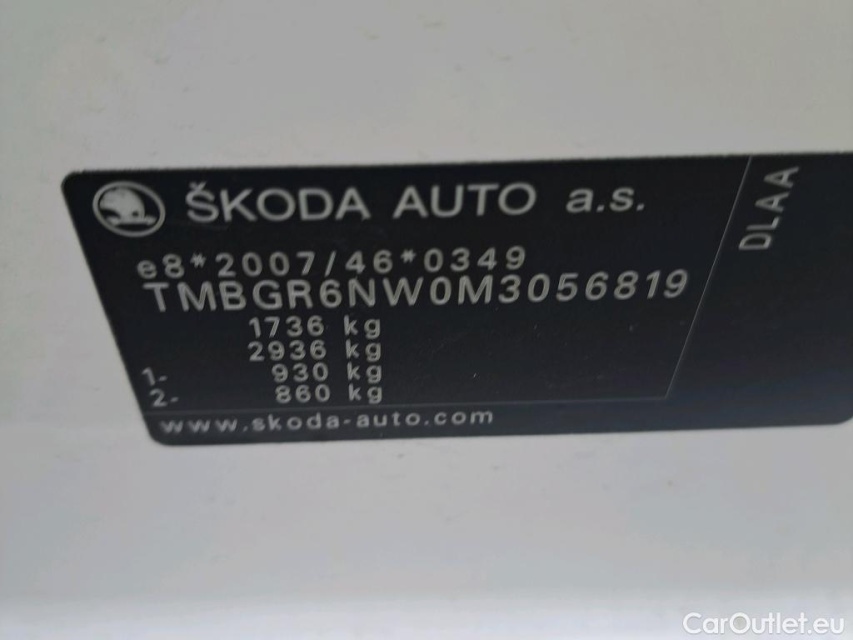 ŠKODA AUTO a.s.
e8*2007/46*0349
TMBGR6NW0M3056819
1736 kg
2936 kg
1- 930 kg
2- 860 kg
www.skoda-auto.com
DLAA
CarOutlet.eu